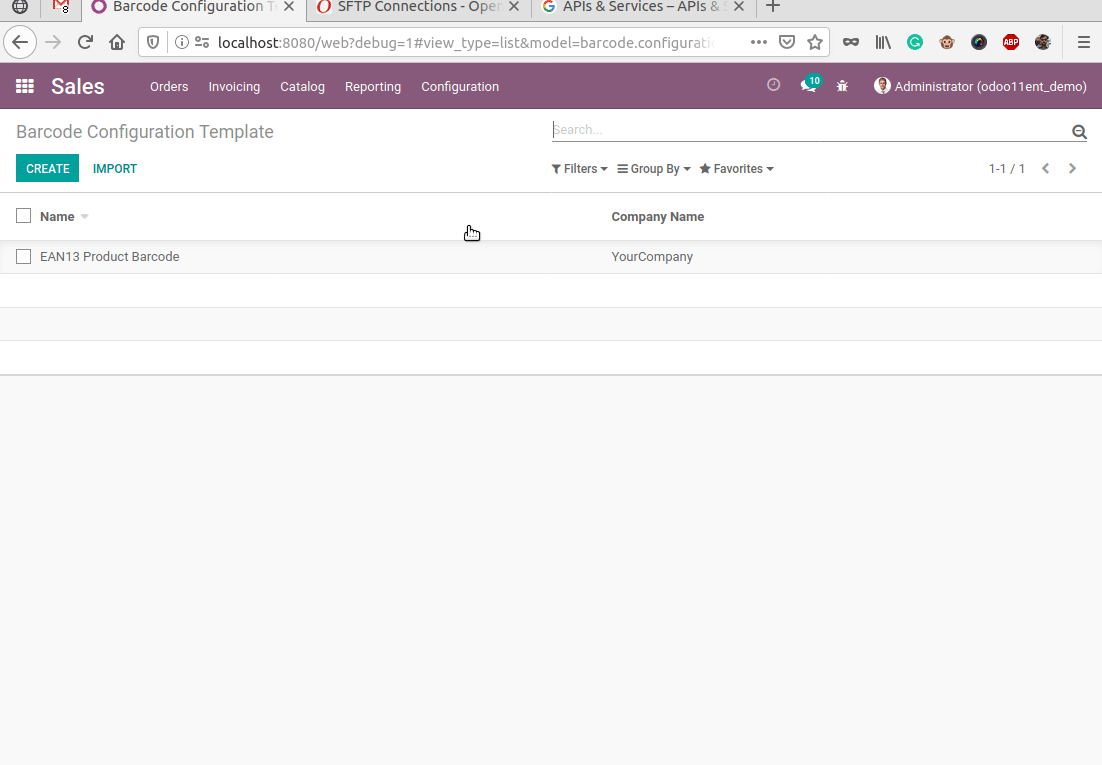 Barcode Configuration T
SFTP Connections - Oper
APIs & Services – APIs & S
8
localhost:8080/web?debug=1#view_type=list&model=barcode.configurati
ABP
Sales
Orders
Invoicing
Catalog
Reporting
Configuration
10
Administrator (odoo11ent_demo)
Barcode Configuration Template
Search...
CREATE
IMPORT
Filters
Group By
Favorites
1-1 / 1
Name
Company Name
EAN13 Product Barcode
YourCompany